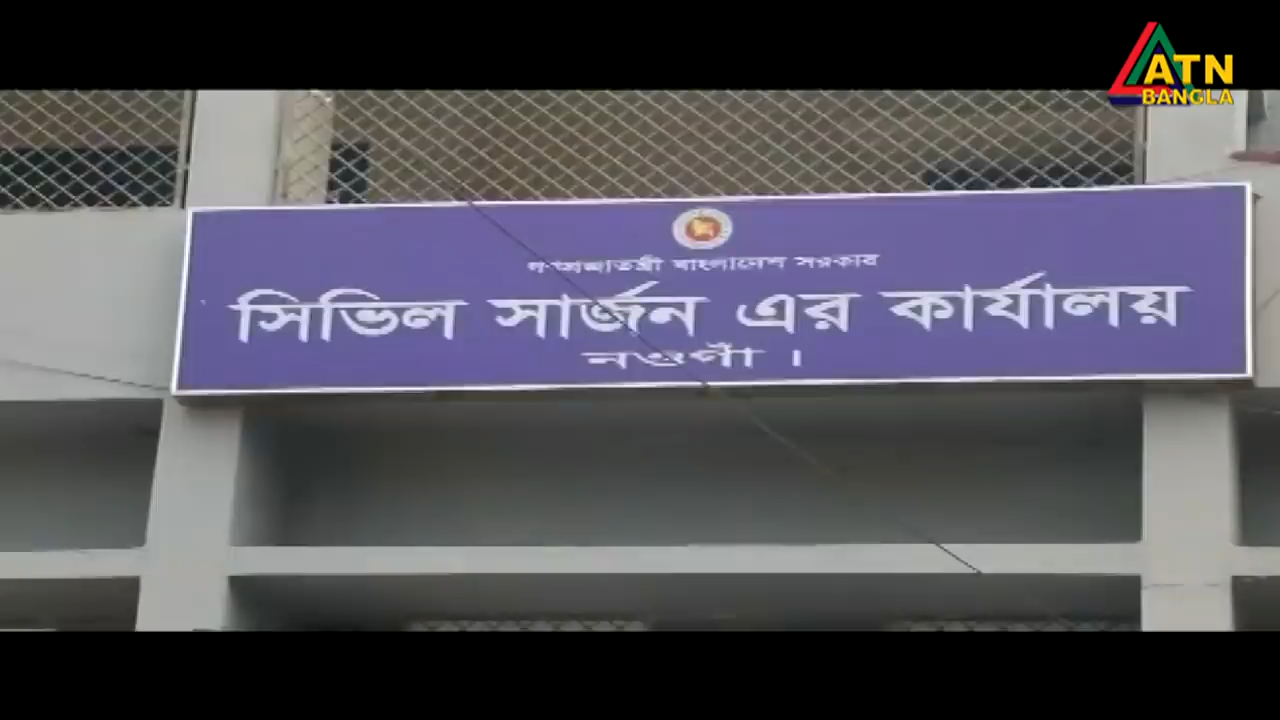 ATN
BANGLA
গণপ্রজাতন্ত্রী বাংলাদেশ সরকার
সিভিল সার্জন এর কার্যালয়
নওগাঁ ।